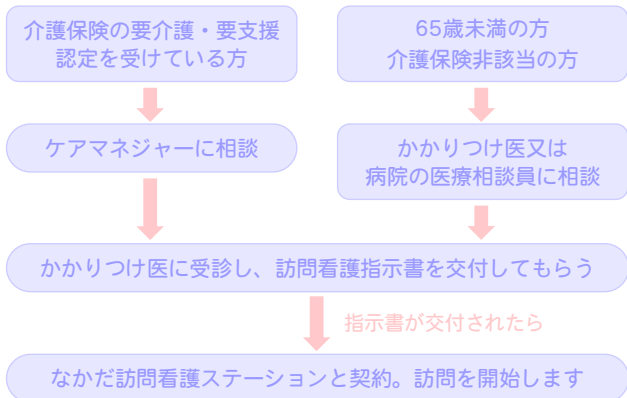 介護保険の要介護・要支援
認定を受けている方
65歳未満の方
介護保険非該当の方
ケアマネジャーに相談
かかりつけ医又は
病院の医療相談員に相談
かかりつけ医に受診し、訪問看護指示書を交付してもらう
指示書が交付されたら
なかだ訪問看護ステーションと契約。訪問を開始します